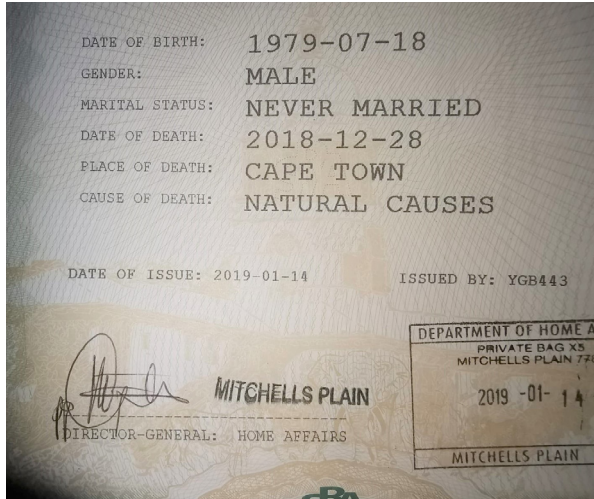 DATE OF BIRTH: 1979-07-18
GENDER: MALE
MARITAL STATUS: NEVER MARRIED
DATE OF DEATH: 2018-12-28
PLACE OF DEATH: CAPE TOWN
CAUSE OF DEATH: NATURAL CAUSES
DATE OF ISSUE: 2019-01-14 ISSUED BY: YGB443
DEPARTMENT OF HOME A
PRIVATE BAG X5
MITCHELLS PLAIN 778
2019 -01- 14
MITCHELLS PLAIN
MITCHELLS PLAIN
DIRECTOR-GENERAL: HOME AFFAIRS